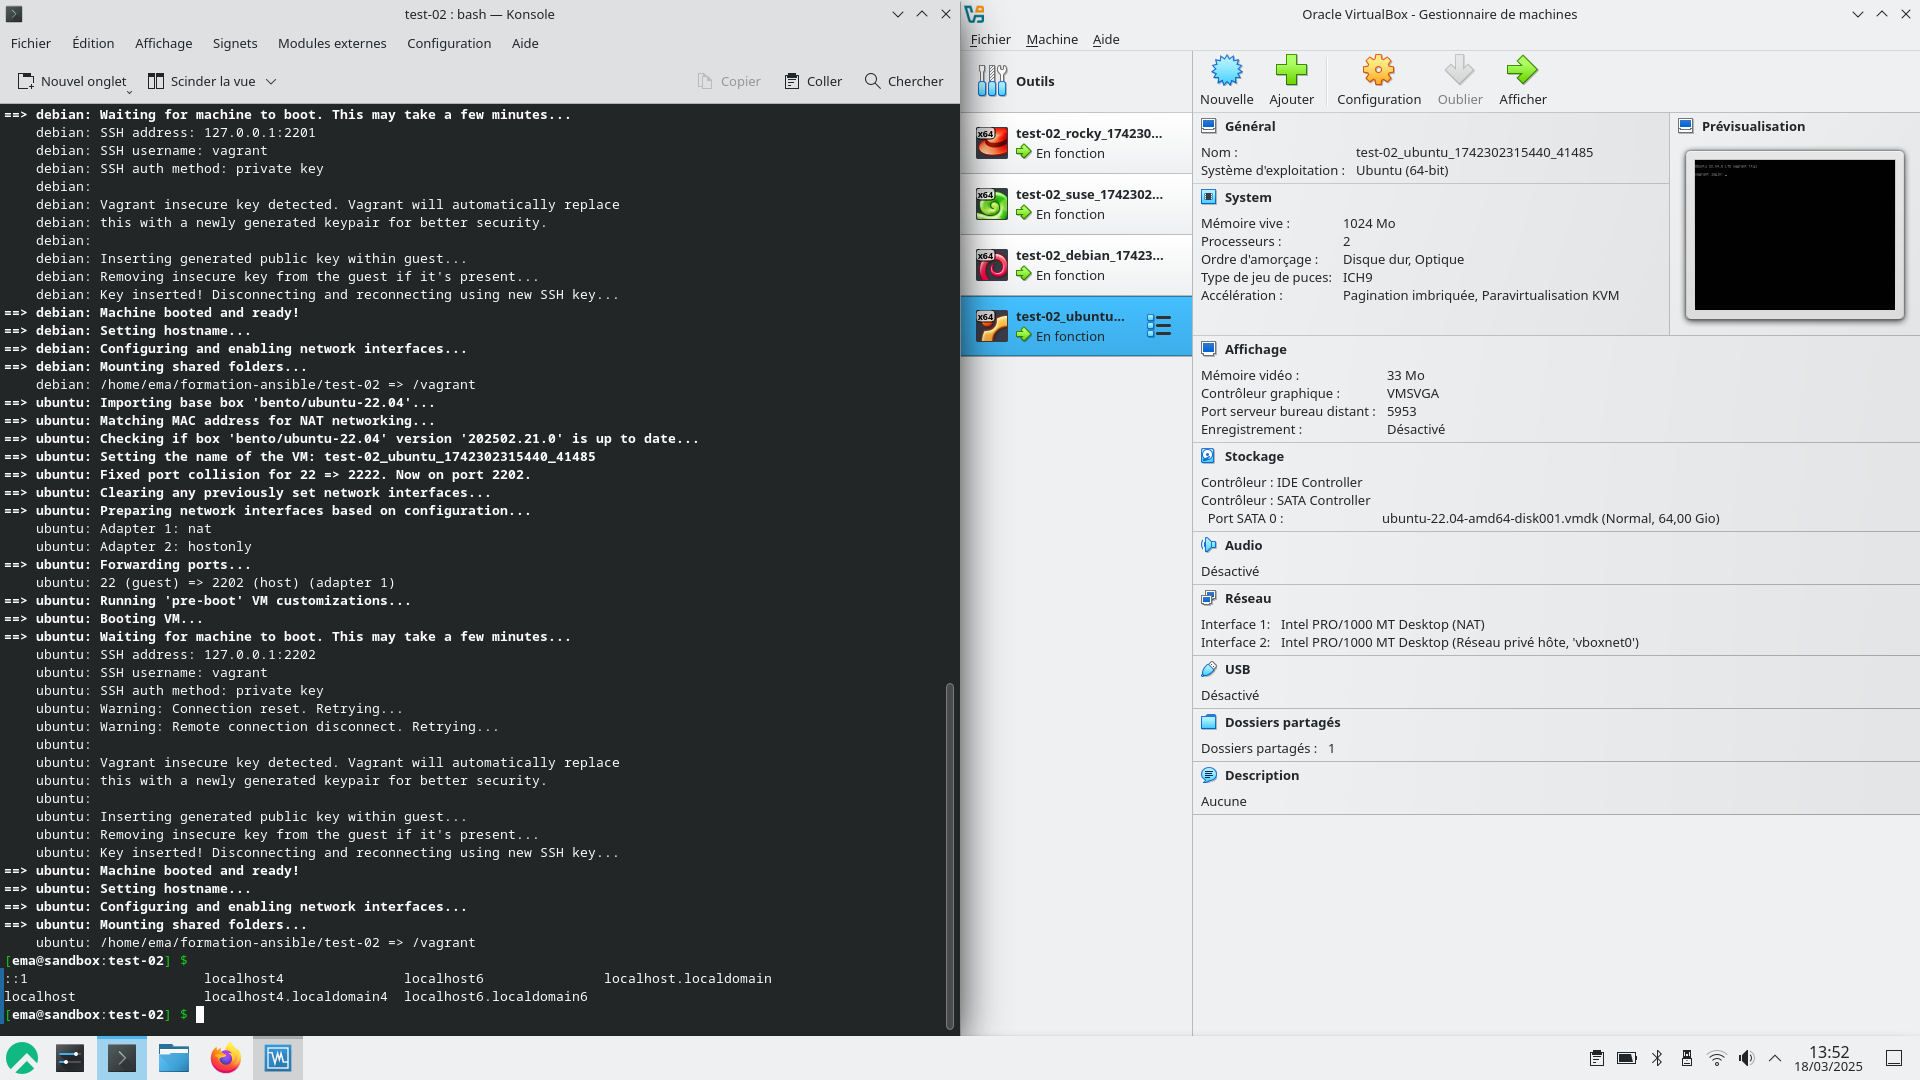 test-02 : bash — Konsole
Fichier Édition Affichage Signets Modules externes Configuration Aide
Nouvel onglet Scinder la vue Copier Coller Chercher
==> debian: Waiting for machine to boot. This may take a few minutes...
debian: SSH address: 127.0.0.1:2201
debian: SSH username: vagrant
debian: SSH auth method: private key
debian:
debian: Vagrant insecure key detected. Vagrant will automatically replace
debian: this with a newly generated keypair for better security.
debian:
debian: Inserting generated public key within guest...
debian: Removing insecure key from the guest if it's present...
debian: Key inserted! Disconnecting and reconnecting using new SSH key...
==> debian: Machine booted and ready!
==> debian: Setting hostname...
==> debian: Configuring and enabling network interfaces...
==> debian: Mounting shared folders...
debian: /home/ema/formation-ansible/test-02 => /vagrant
==> ubuntu: Importing base box 'bento/ubuntu-22.04'...
==> ubuntu: Matching MAC address for NAT networking...
==> ubuntu: Checking if box 'bento/ubuntu-22.04' version '202502.21.0' is up to date...
==> ubuntu: Setting the name of the VM: test-02_ubuntu_1742302315440_41485
==> ubuntu: Fixed port collision for 22 => 2222. Now on port 2202.
==> ubuntu: Clearing any previously set network interfaces...
==> ubuntu: Preparing network interfaces based on configuration...
ubuntu: Adapter 1: nat
ubuntu: Adapter 2: hostonly
==> ubuntu: Forwarding ports...
ubuntu: 22 (guest) => 2202 (host) (adapter 1)
==> ubuntu: Running 'pre-boot' VM customizations...
==> ubuntu: Booting VM...
==> ubuntu: Waiting for machine to boot. This may take a few minutes...
ubuntu: SSH address: 127.0.0.1:2202
ubuntu: SSH username: vagrant
ubuntu: SSH auth method: private key
ubuntu: Warning: Connection reset. Retrying...
ubuntu: Warning: Remote connection disconnect. Retrying...
ubuntu:
ubuntu: Vagrant insecure key detected. Vagrant will automatically replace
ubuntu: this with a newly generated keypair for better security.
ubuntu:
ubuntu: Inserting generated public key within guest...
ubuntu: Removing insecure key from the guest if it's present...
ubuntu: Key inserted! Disconnecting and reconnecting using new SSH key...
==> ubuntu: Machine booted and ready!
==> ubuntu: Setting hostname...
==> ubuntu: Configuring and enabling network interfaces...
==> ubuntu: Mounting shared folders...
ubuntu: /home/ema/formation-ansible/test-02 => /vagrant
[ema@sandbox:test-02] $
::1 localhost4 localhost6 localhost.localdomain
localhost localhost4.localdomain4 localhost6.localdomain6
[ema@sandbox:test-02] $
Oracle VirtualBox - Gestionnaire de machines
Fichier Machine Aide
Outils
x64 test-02_rocky_174230...
En fonction
x64 test-02_suse_1742302...
En fonction
x64 test-02_debian_17423...
En fonction
x64 test-02_ubuntu...
En fonction
Nouvelle Ajouter Configuration Oublier Afficher
Général
Nom : test-02_ubuntu_1742302315440_41485
Système d'exploitation : Ubuntu (64-bit)
Prévisualisation
System
Mémoire vive : 1024 Mo
Processeurs : 2
Ordre d'amorçage : Disque dur, Optique
Type de jeu de puces: ICH9
Accélération : Pagination imbriquée, Paravirtualisation KVM
Affichage
Mémoire vidéo : 33 Mo
Contrôleur graphique : VMSVGA
Port serveur bureau distant : 5953
Enregistrement : Désactivé
Stockage
Contrôleur : IDE Controller
Contrôleur : SATA Controller
Port SATA 0 : ubuntu-22.04-amd64-disk001.vmdk (Normal, 64,00 Gio)
Audio
Désactivé
Réseau
Interface 1: Intel PRO/1000 MT Desktop (NAT)
Interface 2: Intel PRO/1000 MT Desktop (Réseau privé hôte, 'vboxnet0')
USB
Désactivé
Dossiers partagés
Dossiers partagés : 1
Description
Aucune
13:52
18/03/2025